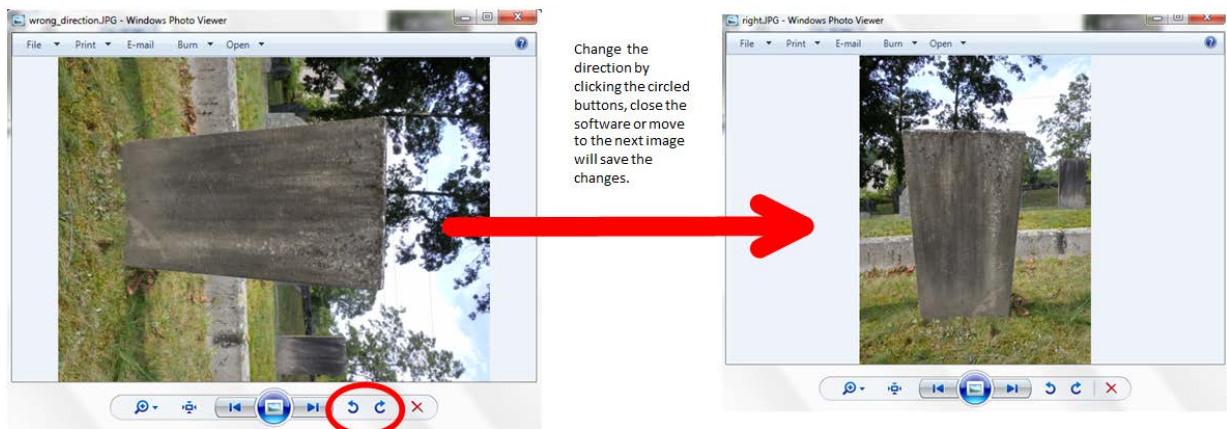 wrong_direction.JPG - Windows Photo Viewer
File Print E-mail Burn Open
Change the
direction by
clicking the circled
buttons, close the
software or move
to the next image
will save the
changes.
right.JPG - Windows Photo Viewer
File Print E-mail Burn Open